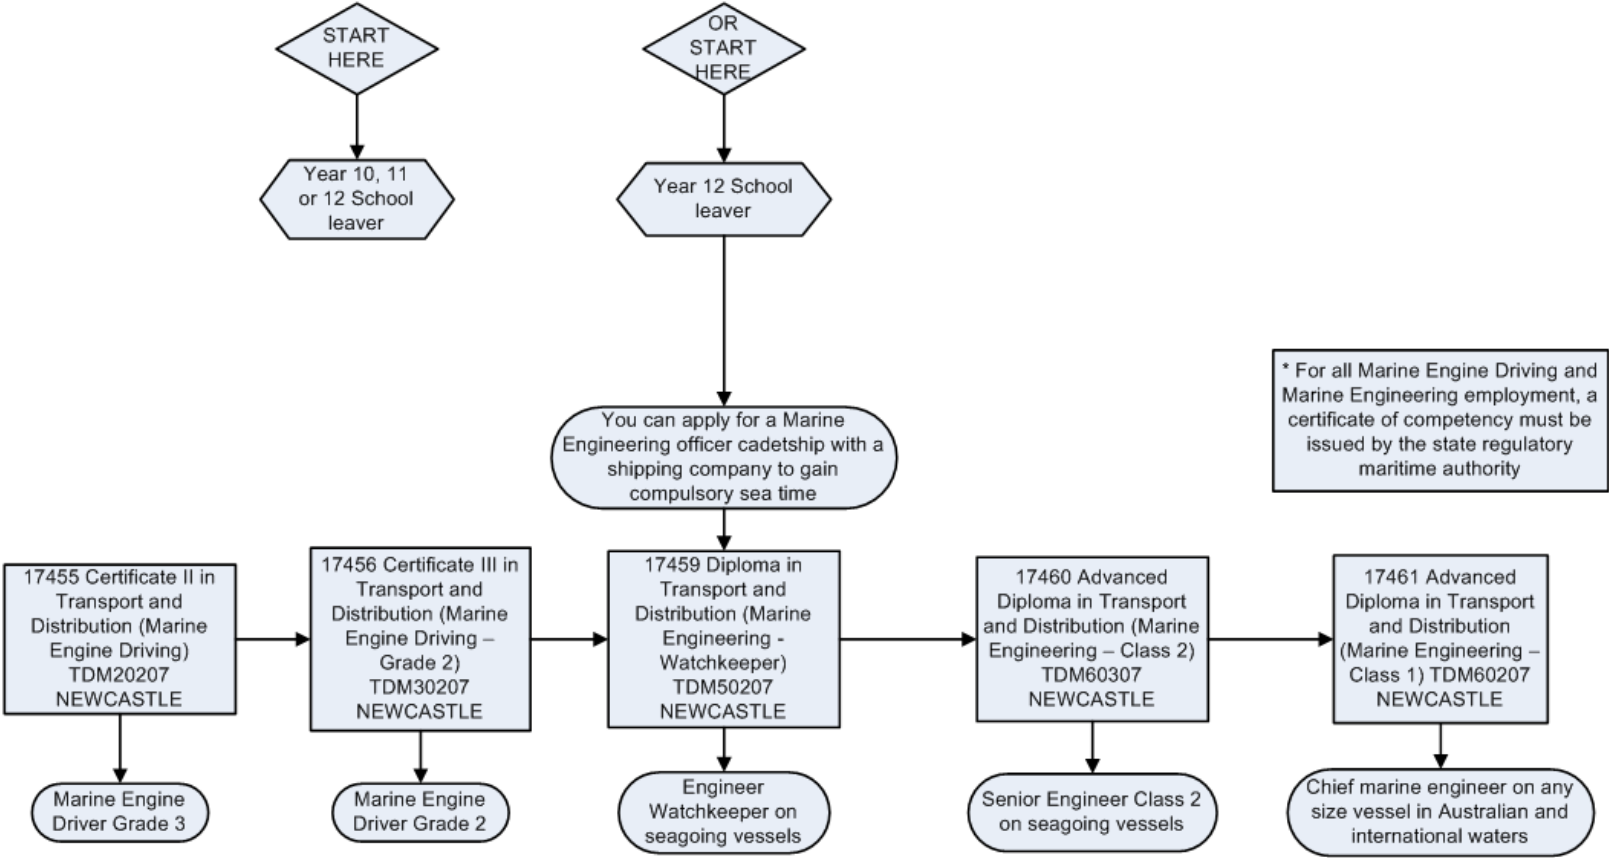 START
HERE
OR
START
HERE
Year 10, 11
or 12 School
leaver
Year 12 School
leaver
* For all Marine Engine Driving and
Marine Engineering employment, a
certificate of competency must be
issued by the state regulatory
maritime authority
You can apply for a Marine
Engineering officer cadetship with a
shipping company to gain
compulsory sea time
17455 Certificate II in
Transport and
Distribution (Marine
Engine Driving)
TDM20207
NEWCASTLE
17456 Certificate III in
Transport and
Distribution (Marine
Engine Driving –
Grade 2)
TDM30207
NEWCASTLE
17459 Diploma in
Transport and
Distribution (Marine
Engineering -
Watchkeeper)
TDM50207
NEWCASTLE
17460 Advanced
Diploma in Transport
and Distribution (Marine
Engineering – Class 2)
TDM60307
NEWCASTLE
17461 Advanced
Diploma in Transport
and Distribution
(Marine Engineering –
Class 1) TDM60207
NEWCASTLE
Marine Engine
Driver Grade 3
Marine Engine
Driver Grade 2
Engineer
Watchkeeper on
seagoing vessels
Senior Engineer Class 2
on seagoing vessels
Chief marine engineer on any
size vessel in Australian and
international waters